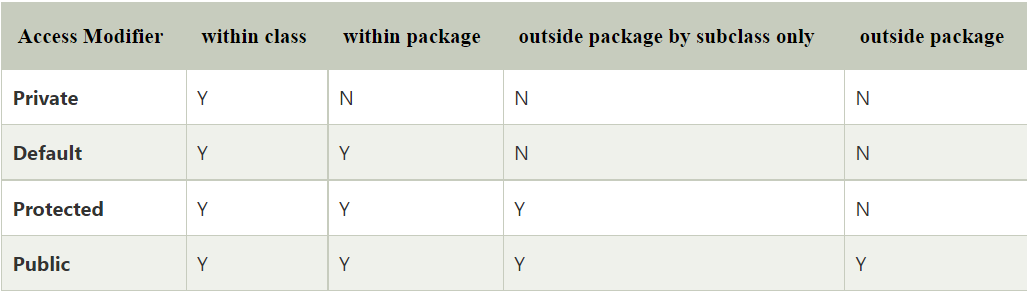 Access Modifier within class within package outside package by subclass only outside package
Private Y N N N
Default Y Y N N
Protected Y Y Y N
Public Y Y Y Y